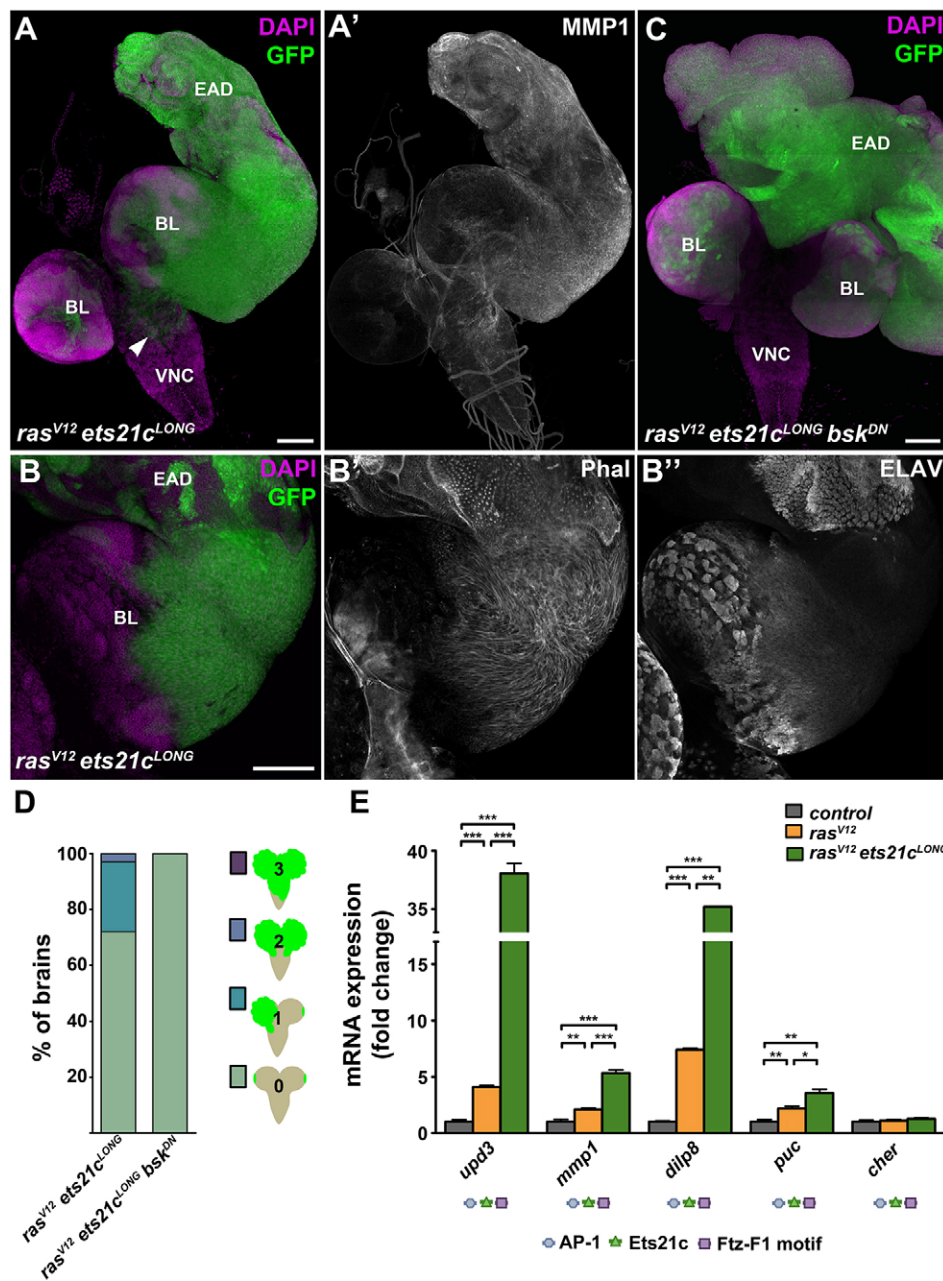 A
DAPI
GFP
EAD
BL
BL
VNC
ras^V12 ets21c^LONG
A'
MMP1
C
DAPI
GFP
EAD
BL
BL
VNC
ras^V12 ets21c^LONG bsk^DN
B
DAPI
GFP
EAD
BL
ras^V12 ets21c^LONG
B'
Phal
B''
ELAV
D
% of brains
100
80
60
40
20
ras^V12 ets21c^LONG
ras^V12 ets21c^LONG bsk^DN
3
2
1
0
E
control
ras^V12
ras^V12 ets21c^LONG
mRNA expression
(fold change)
40
35
10
5
0
*** *** ***
*** ** ***
*** *** **
** ** *
upd3
mmp1
dilp8
puc
cher
AP-1 Ets21c Ftz-F1 motif